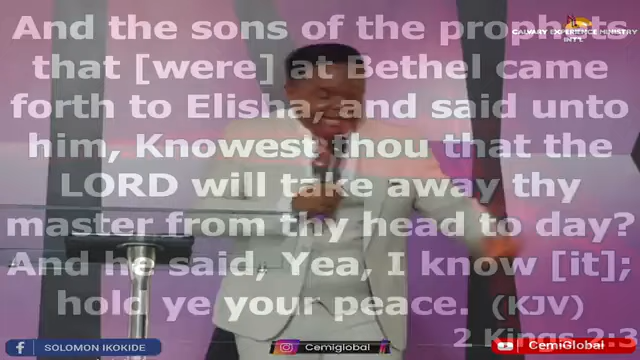 And the sons of the prophets
that [were] at Bethel came
forth to Elisha, and said unto
him, Knowest thou that the
LORD will take away thy
master from thy head to day?
And he said, Yea, I know [it];
hold ye your peace. (KJV)
2 Kings 2:3
CALVARY EXPERIENCE MINISTRY
INT'L
SOLOMON IKOKIDE
Cemiglobal
CemiGlobal